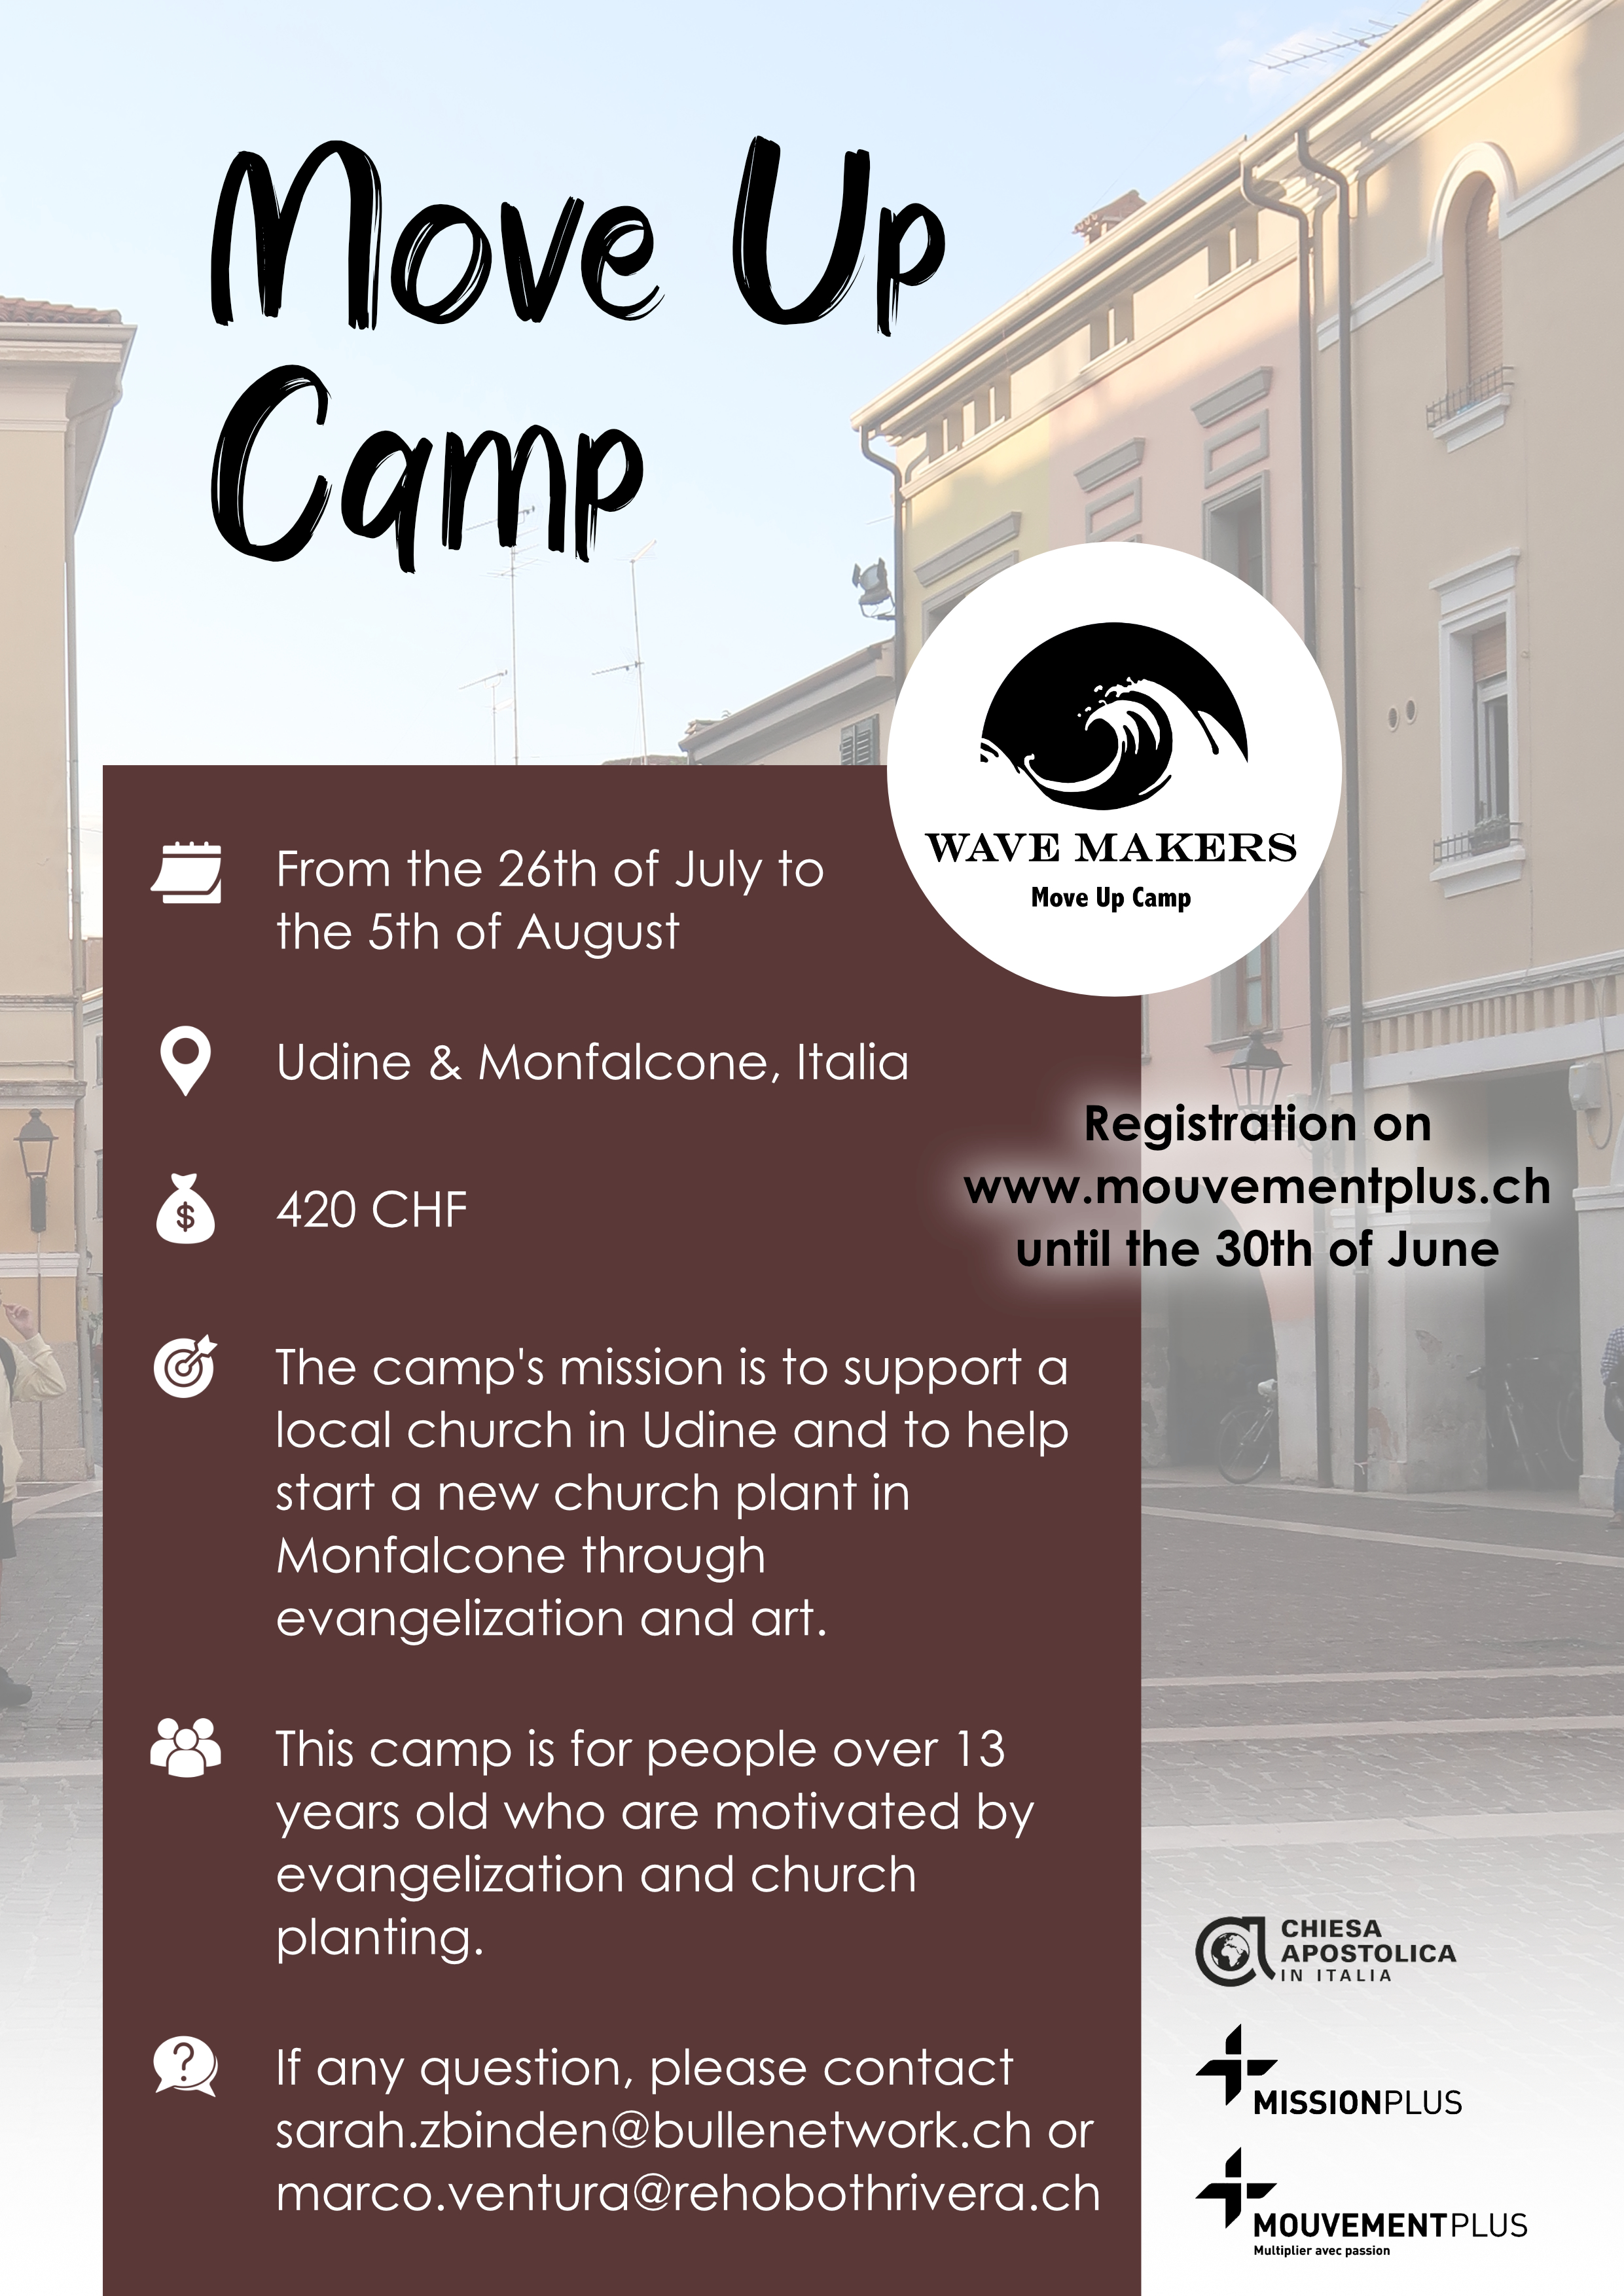 Move Up
Camp
WAVE MAKERS
Move Up Camp
From the 26th of July to
the 5th of August
Udine & Monfalcone, Italia
Registration on
www.mouvementplus.ch
until the 30th of June
$
420 CHF
The camp's mission is to support a
local church in Udine and to help
start a new church plant in
Monfalcone through
evangelization and art.
This camp is for people over 13
years old who are motivated by
evangelization and church
planting.
?
If any question, please contact
sarah.zbinden@bullenetwork.ch or
marco.ventura@rehobothrivera.ch
a CHIESA
APOSTOLICA
IN ITALIA
MISSIONPLUS
MOUVEMENTPLUS
Multiplier avec passion